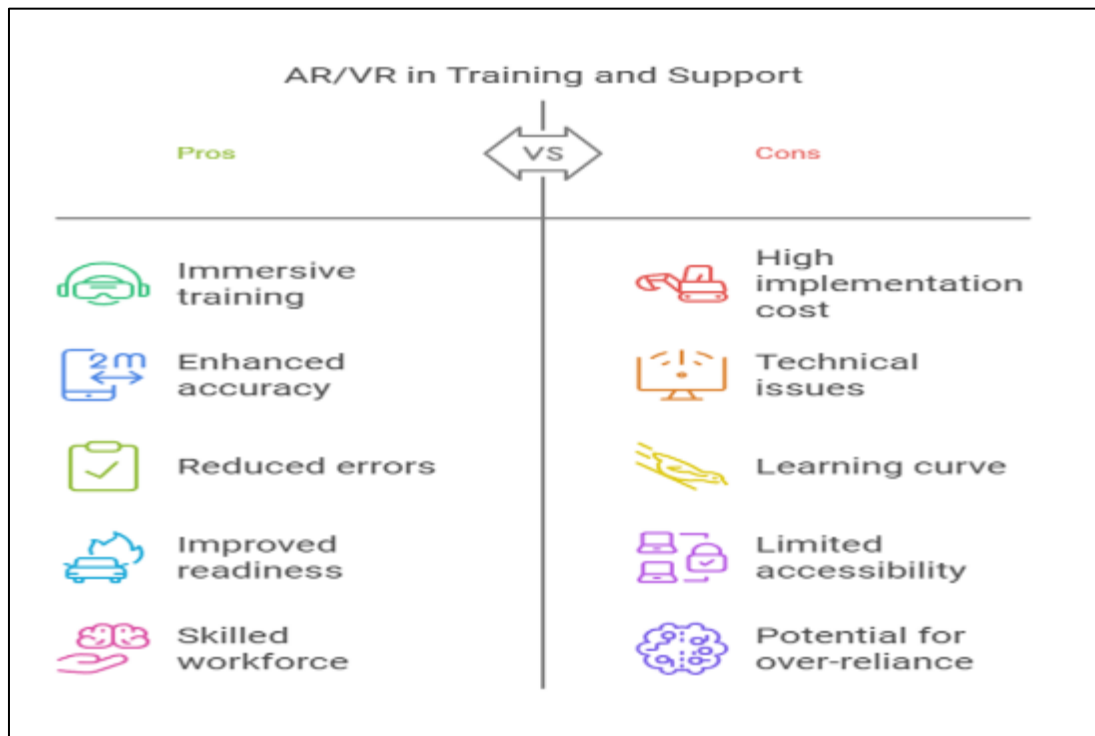 AR/VR in Training and Support
Pros
VS
Cons
Immersive
training
2m
Enhanced
accuracy
Reduced errors
Improved
readiness
Skilled
workforce
High
implementation
cost
Technical
issues
Learning curve
Limited
accessibility
Potential for
over-reliance